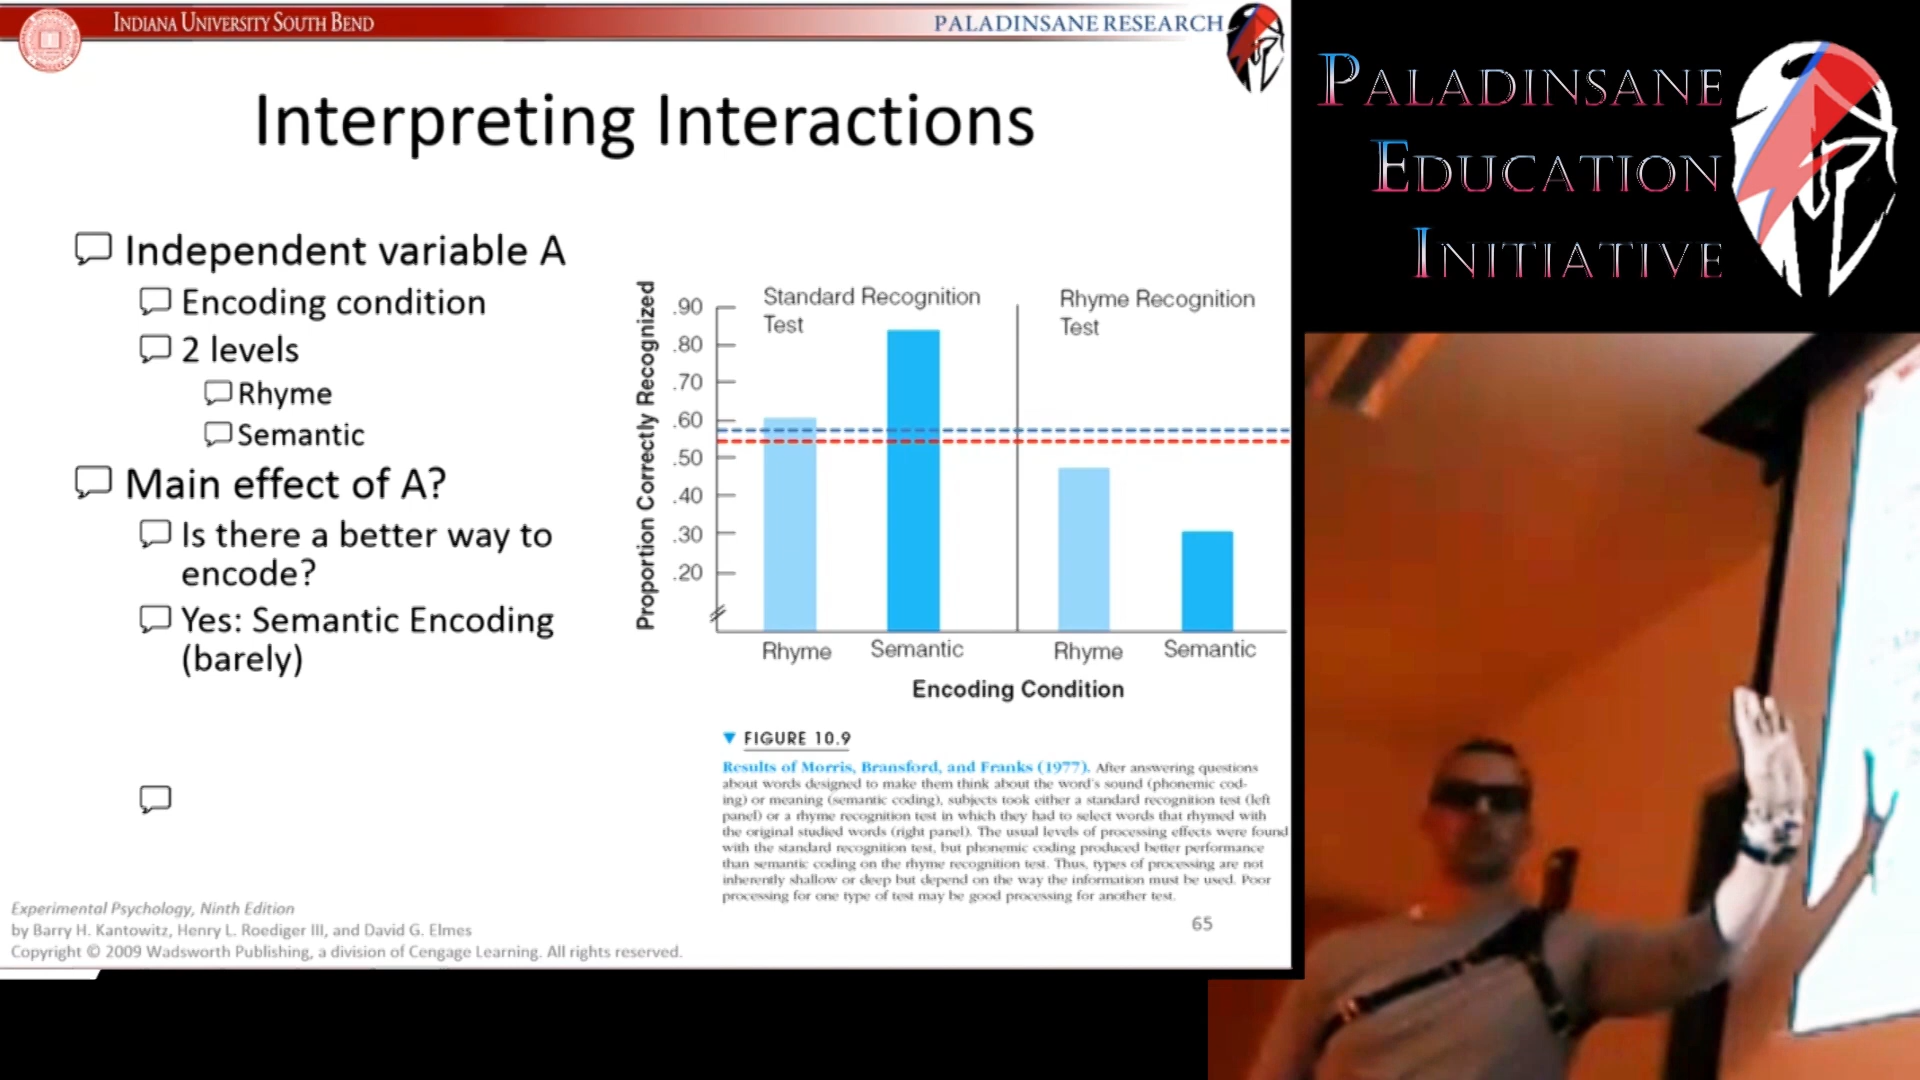 INDIANA UNIVERSITY SOUTH BEND
PALADINSANE RESEARCH
Interpreting Interactions
Independent variable A
Encoding condition
2 levels
Rhyme
Semantic
Main effect of A?
Is there a better way to
encode?
Yes: Semantic Encoding
(barely)
Proportion Correctly Recognized
.90
.80
.70
.60
.50
.40
.30
.20
Standard Recognition
Test
Rhyme Recognition
Test
Rhyme
Semantic
Rhyme
Semantic
Encoding Condition
▼ FIGURE 10.9
Results of Morris, Bransford, and Franks (1977). After answering questions
about words designed to make them think about the word's sound (phonemic cod-
ing) or meaning (semantic coding), subjects took either a standard recognition test (left
panel) or a rhyme recognition test in which they had to select words that rhymed with
the original studied words (right panel). The usual levels of processing effects were found
with the standard recognition test, but phonemic coding produced better performance
than semantic coding on the rhyme recognition test. Thus, types of processing are not
inherently shallow or deep but depend on the way the information must be used. Poor
processing for one type of test may be good processing for another test.
Experimental Psychology, Ninth Edition
by Barry H. Kantowitz, Henry L. Roediger III, and David G. Elmes
Copyright © 2009 Wadsworth Publishing, a division of Cengage Learning. All rights reserved.
65
PALADINSANE
EDUCATION
INITIATIVE